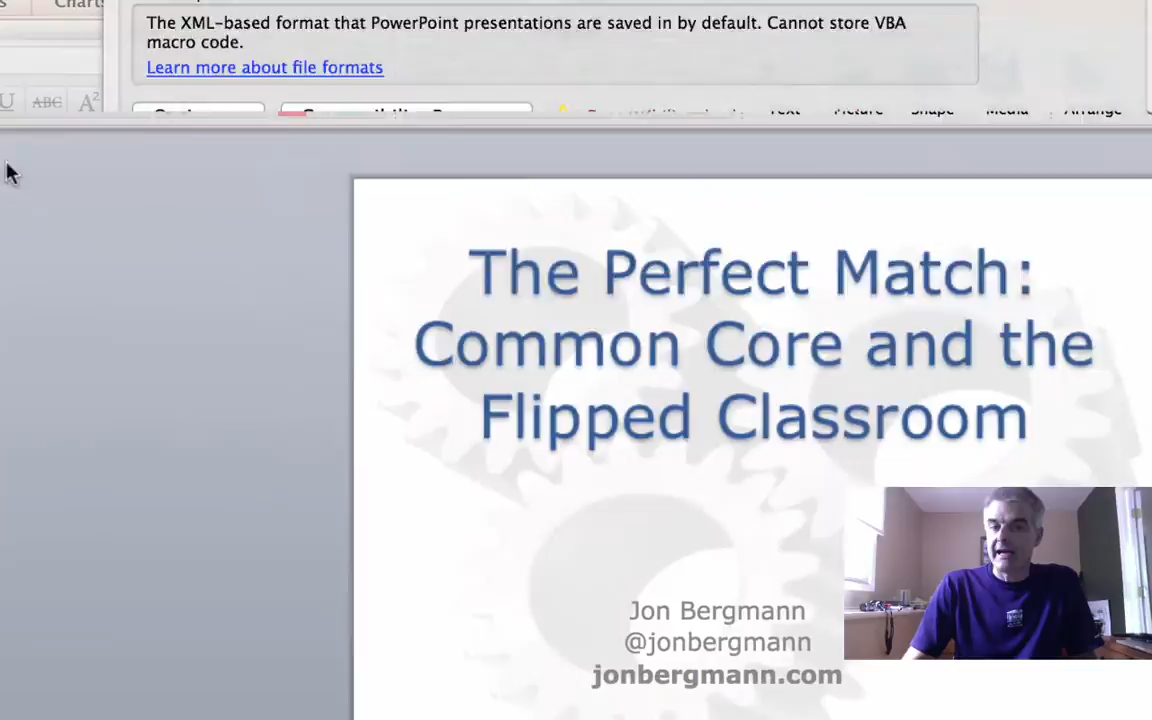 Charts
The XML-based format that PowerPoint presentations are saved in by default. Cannot store VBA
macro code.
Learn more about file formats
U ABC A2
Text Picture Shape Media Arrange
The Perfect Match:
Common Core and the
Flipped Classroom
Jon Bergmann
@jonbergmann
jonbergmann.com